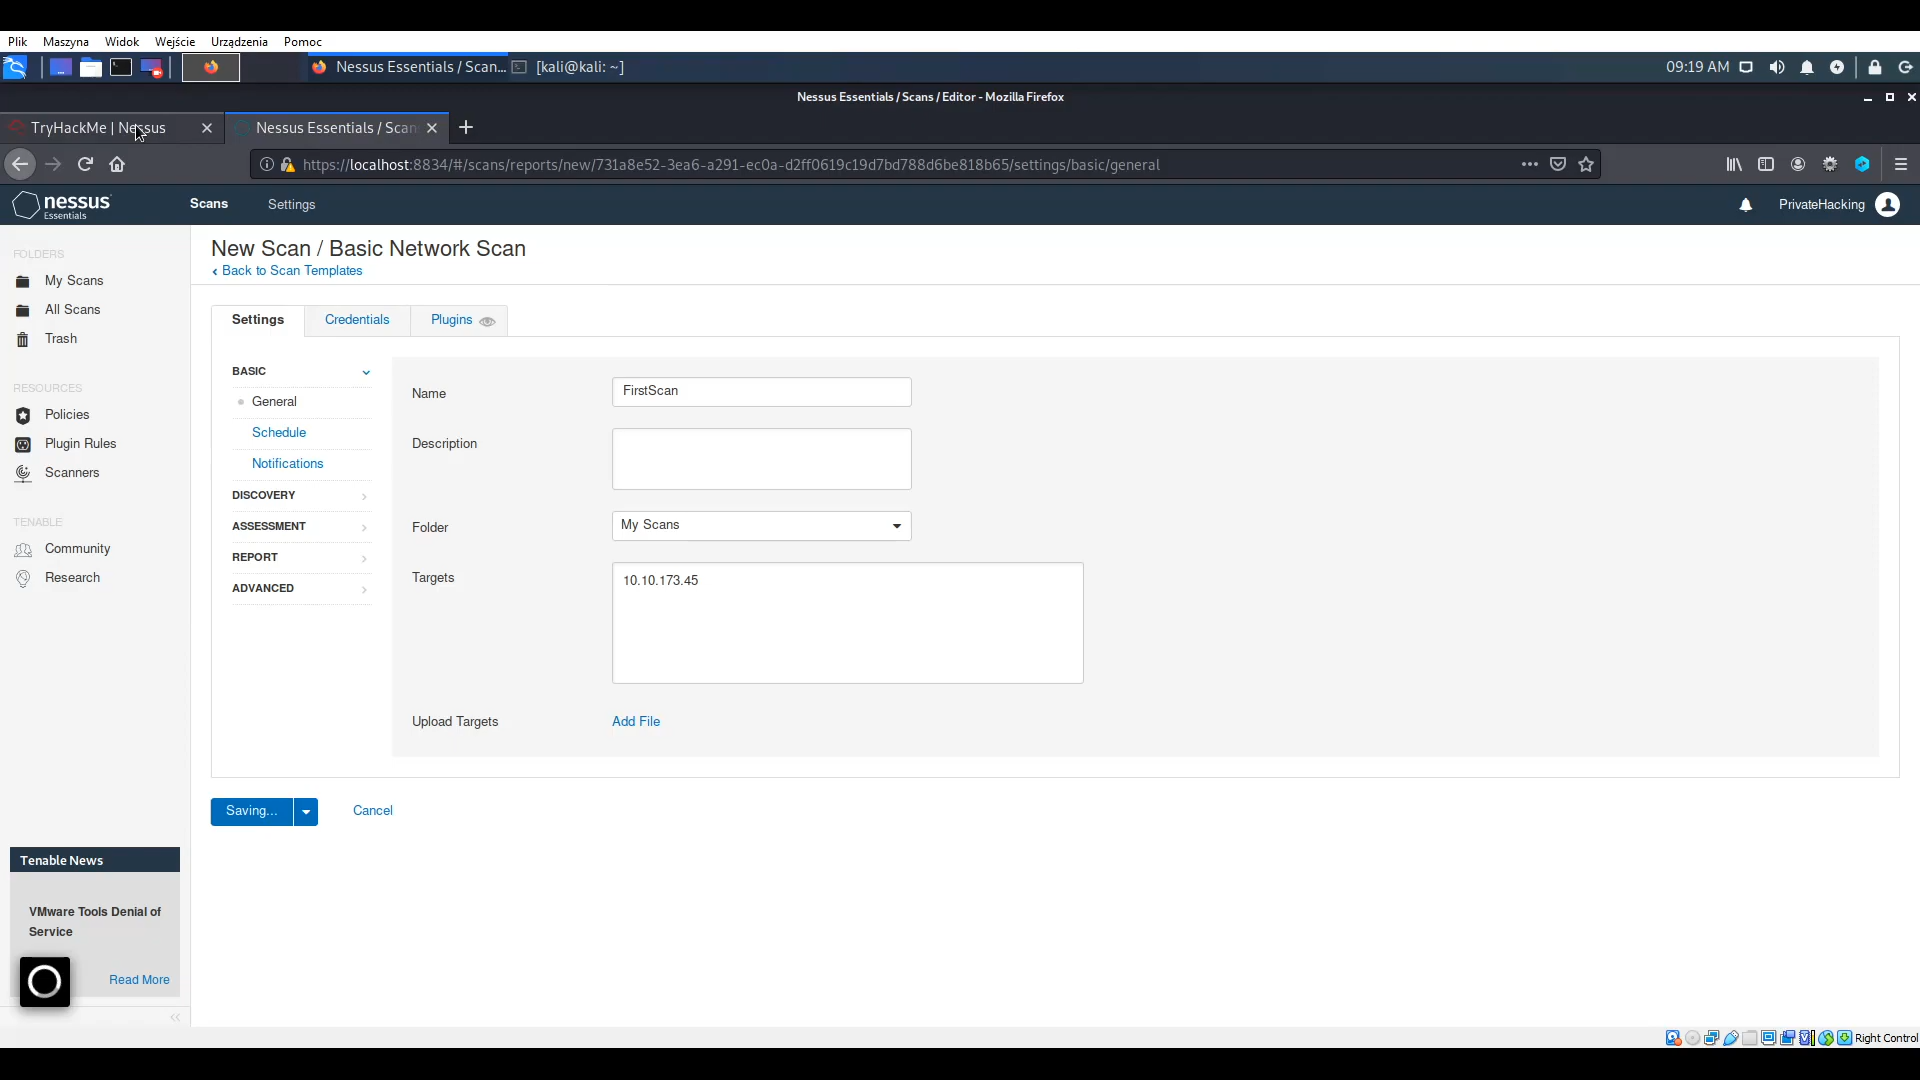 Plik Maszyna Widok Wejście Urządzenia Pomoc
Nessus Essentials / Scan... [kali@kali: ~] 09:19 AM
Nessus Essentials / Scans / Editor - Mozilla Firefox
TryHackMe | Nessus Nessus Essentials / Scan
https://localhost:8834/#/scans/reports/new/731a8e52-3ea6-a291-ec0a-d2ff0619c19d7bd788d6be818b65/settings/basic/general
nessus Essentials Scans Settings PrivateHacking
New Scan / Basic Network Scan
‹ Back to Scan Templates
FOLDERS
My Scans
All Scans
Trash
RESOURCES
Policies
Plugin Rules
Scanners
TENABLE
Community
Research
Settings Credentials Plugins
BASIC
General
Schedule
Notifications
DISCOVERY
ASSESSMENT
REPORT
ADVANCED
Name FirstScan
Description
Folder My Scans
Targets 10.10.173.45
Upload Targets Add File
Saving... Cancel
Tenable News
VMware Tools Denial of
Service
Read More
Right Control